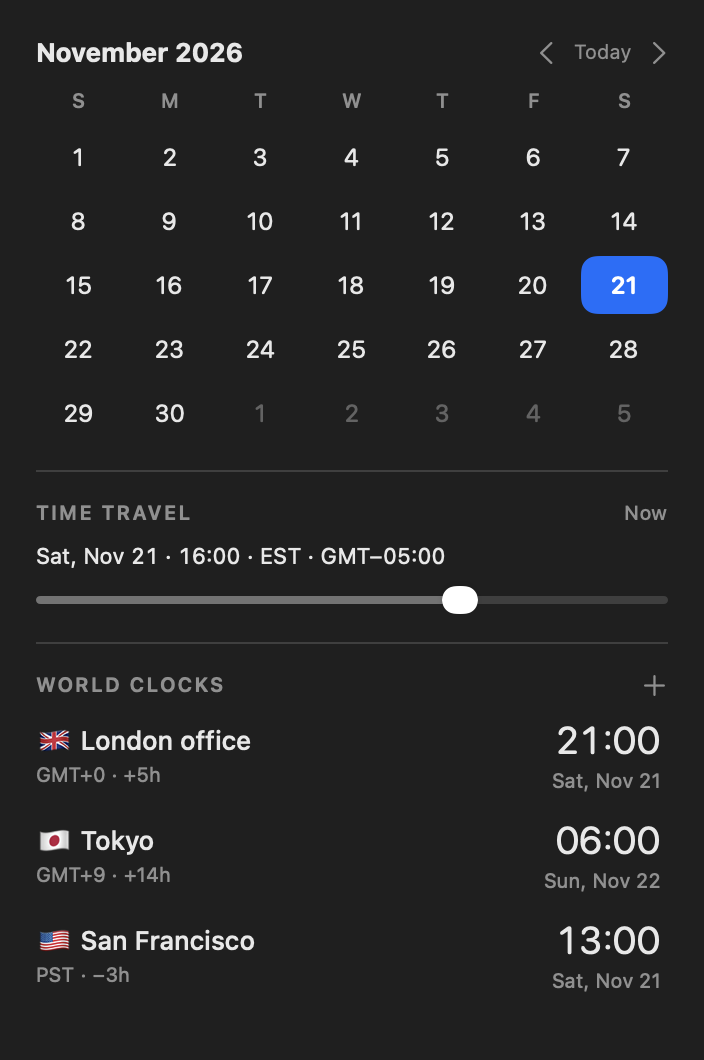 November 2026 Today
S M T W T F S
1 2 3 4 5 6 7
8 9 10 11 12 13 14
15 16 17 18 19 20 21
22 23 24 25 26 27 28
29 30 1 2 3 4 5
TIME TRAVEL Now
Sat, Nov 21 · 16:00 · EST · GMT−05:00
WORLD CLOCKS
London office 21:00
GMT+0 · +5h Sat, Nov 21
Tokyo 06:00
GMT+9 · +14h Sun, Nov 22
San Francisco 13:00
PST · −3h Sat, Nov 21